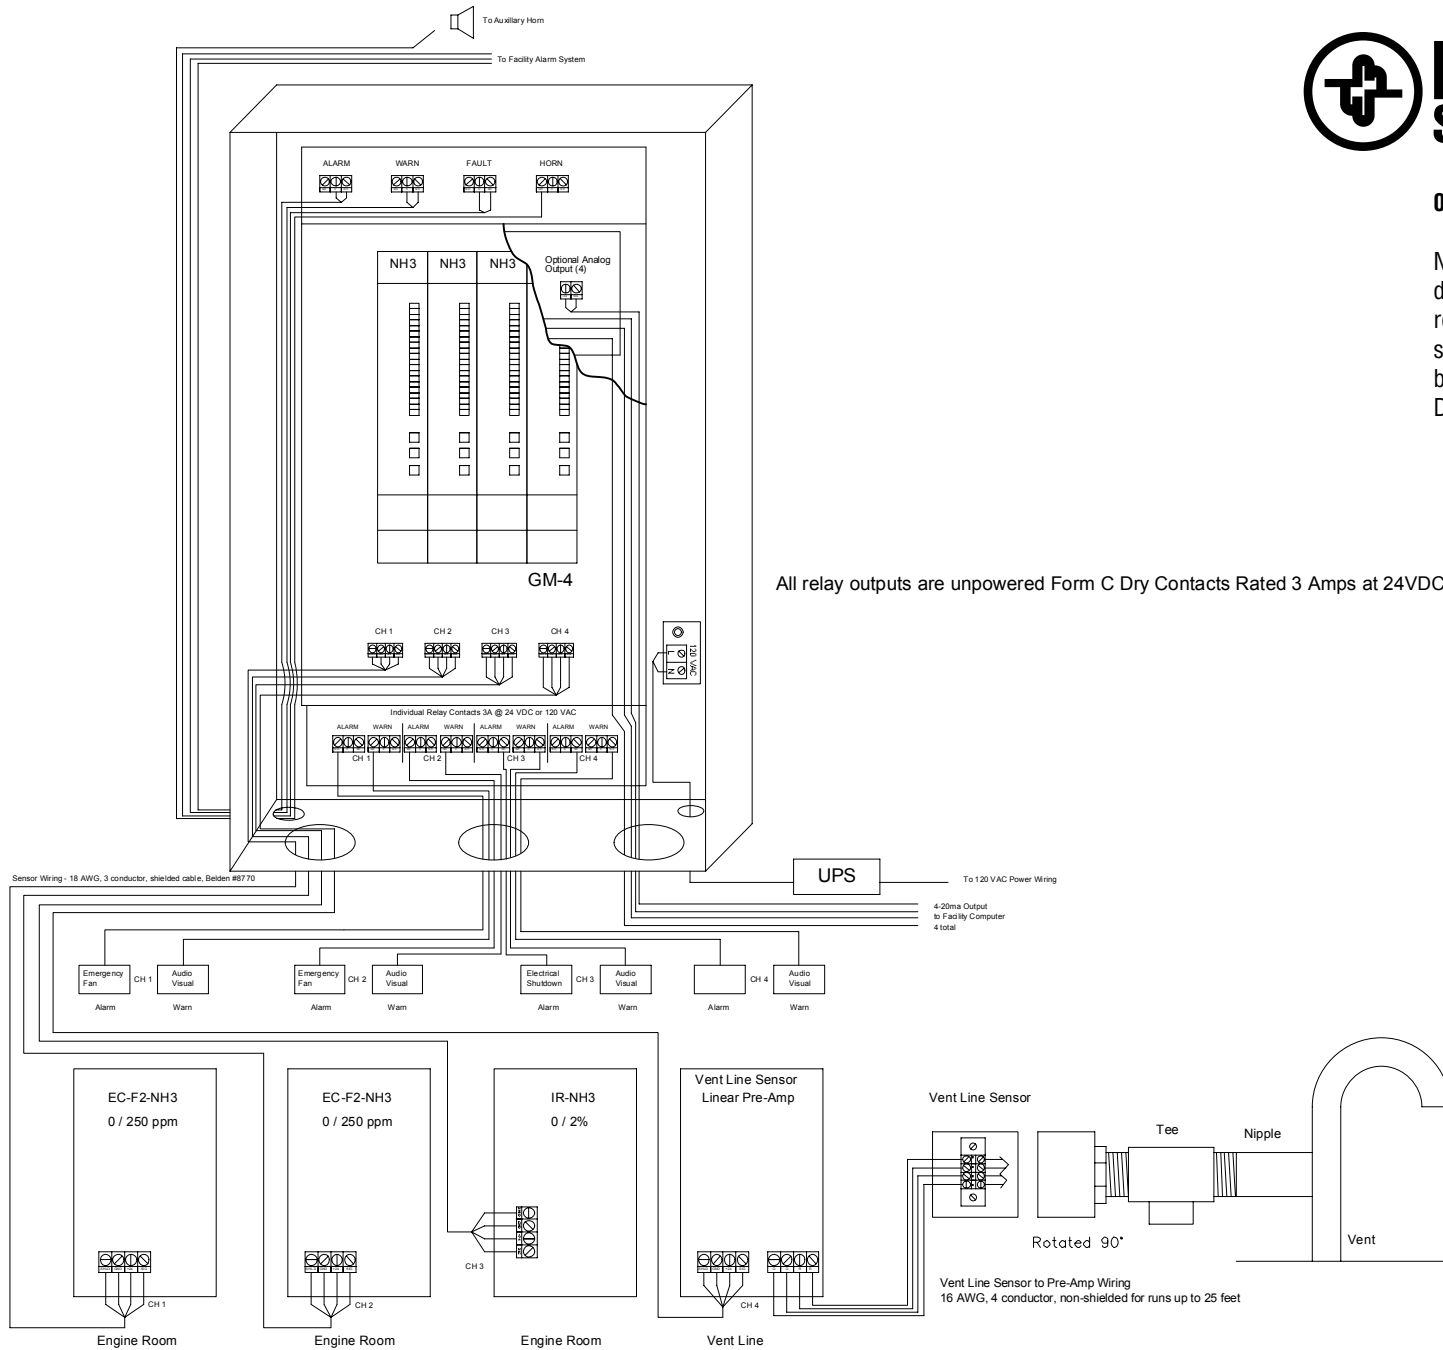 To Auxillary Horn
To Facility Alarm System
ALARM WARN FAULT HORN
NH3 NH3 NH3
Optional Analog
Output (4)
GM-4
All relay outputs are unpowered Form C Dry Contacts Rated 3 Amps at 24VDC
CH 1 CH 2 CH 3 CH 4
120 VAC
L
N
Individual Relay Contacts 3A @ 24 VDC or 120 VAC
ALARM WARN ALARM WARN ALARM WARN ALARM WARN
CH 1 CH 2 CH 3 CH 4
Sensor Wiring - 18 AWG, 3 conductor, shielded cable, Belden #8770
UPS
To 120 VAC Power Wiring
4-20ma Output
to Facility Computer
4 total
Emergency
Fan
CH 1
Audio
Visual
Alarm
Warn
Emergency
Fan
CH 2
Audio
Visual
Alarm
Warn
Electrical
Shutdown
CH 3
Audio
Visual
Alarm
Warn
CH 4
Audio
Visual
Alarm
Warn
EC-F2-NH3
0 / 250 ppm
CH 1
Engine Room
EC-F2-NH3
0 / 250 ppm
CH 2
Engine Room
IR-NH3
0 / 2%
CH 3
Engine Room
Vent Line Sensor
Linear Pre-Amp
CH 4
Vent Line
Vent Line Sensor
Tee
Nipple
Rotated 90°
Vent
Vent Line Sensor to Pre-Amp Wiring
16 AWG, 4 conductor, non-shielded for runs up to 25 feet